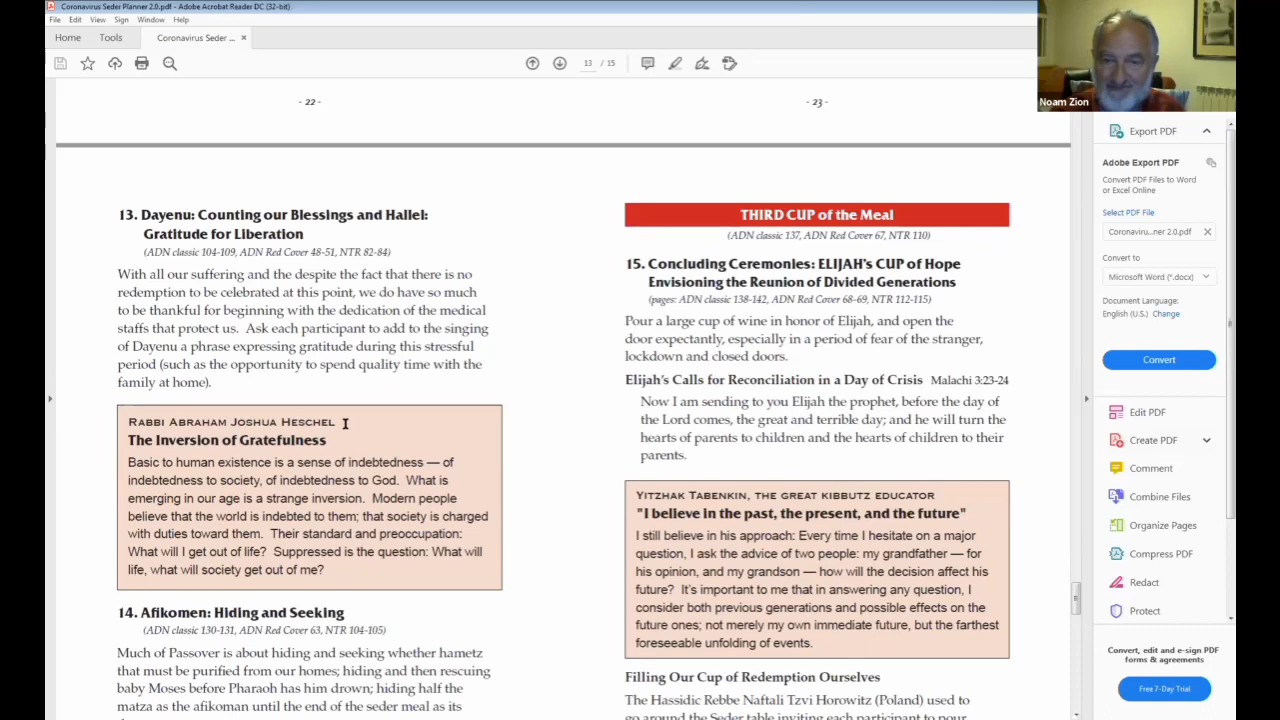 Coronavirus Seder Planner 2.0.pdf - Adobe Acrobat Reader DC (32-bit)
File Edit View Sign Window Help
Home Tools Coronavirus Seder ... ×
13 / 15
Noam Zion
- 22 -
- 23 -
13. Dayenu: Counting our Blessings and Hallel:
Gratitude for Liberation
(ADN classic 104-109, ADN Red Cover 48-51, NTR 82-84)
With all our suffering and the despite the fact that there is no
redemption to be celebrated at this point, we do have so much
to be thankful for beginning with the dedication of the medical
staffs that protect us. Ask each participant to add to the singing
of Dayenu a phrase expressing gratitude during this stressful
period (such as the opportunity to spend quality time with the
family at home).
RABBI ABRAHAM JOSHUA HESCHEL
The Inversion of Gratefulness
Basic to human existence is a sense of indebtedness — of
indebtedness to society, of indebtedness to God. What is
emerging in our age is a strange inversion. Modern people
believe that the world is indebted to them; that society is charged
with duties toward them. Their standard and preoccupation:
What will I get out of life? Suppressed is the question: What will
life, what will society get out of me?
14. Afikomen: Hiding and Seeking
(ADN classic 130-131, ADN Red Cover 63, NTR 104-105)
Much of Passover is about hiding and seeking whether hametz
that must be purified from our homes; hiding and then rescuing
baby Moses before Pharaoh has him drown; hiding half the
matza as the afikoman until the end of the seder meal as its
THIRD CUP of the Meal
(ADN classic 137, ADN Red Cover 67, NTR 110)
15. Concluding Ceremonies: ELIJAH's CUP of Hope
Envisioning the Reunion of Divided Generations
(pages: ADN classic 138-142, ADN Red Cover 68-69, NTR 112-115)
Pour a large cup of wine in honor of Elijah, and open the
door expectantly, especially in a period of fear of the stranger,
lockdown and closed doors.
Elijah's Calls for Reconciliation in a Day of Crisis Malachi 3:23-24
Now I am sending to you Elijah the prophet, before the day of
the Lord comes, the great and terrible day; and he will turn the
hearts of parents to children and the hearts of children to their
parents.
YITZHAK TABENKIN, THE GREAT KIBBUTZ EDUCATOR
"I believe in the past, the present, and the future"
I still believe in his approach: Every time I hesitate on a major
question, I ask the advice of two people: my grandfather — for
his opinion, and my grandson — how will the decision affect his
future? It's important to me that in answering any question, I
consider both previous generations and possible effects on the
future ones; not merely my own immediate future, but the farthest
foreseeable unfolding of events.
Filling Our Cup of Redemption Ourselves
The Hassidic Rebbe Naftali Tzvi Horowitz (Poland) used to
go around the Seder table inviting each participant to pour
Export PDF
Adobe Export PDF
Convert PDF Files to Word
or Excel Online
Select PDF File
Coronaviru...ner 2.0.pdf
Convert to
Microsoft Word (*.docx)
Document Language:
English (U.S.) Change
Convert
Edit PDF
Create PDF
Comment
Combine Files
Organize Pages
Compress PDF
Redact
Protect
Convert, edit and e-sign PDF
forms & agreements
Free 7-Day Trial